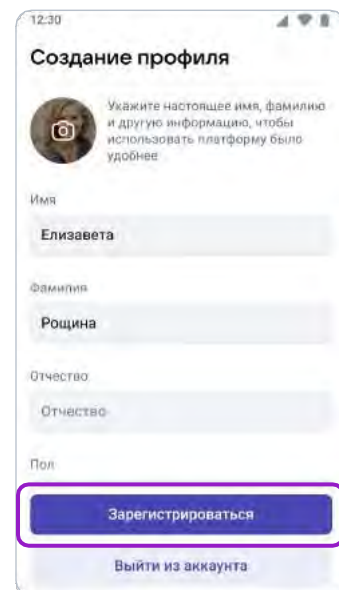 12:30
Создание профиля
Укажите настоящее имя, фамилию
и другую информацию, чтобы
использовать платформу было
удобнее
Имя
Елизавета
Фамилия
Рощина
Отчество
Отчество
Пол
Зарегистрироваться
Выйти из аккаунта